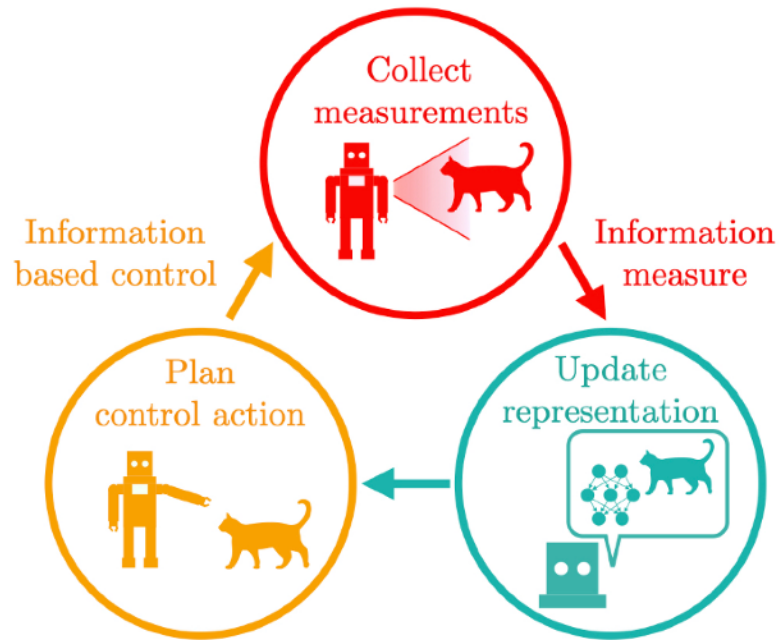 Collect
measurements
Information
based control
Information
measure
Plan
control action
Update
representation